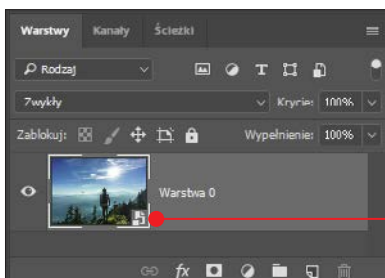 Warstwy Kanały Ścieżki
Rodzaj T
Zwykły Krycie: 100%
Zablokuj: Wypełnienie: 100%
Warstwa 0
fx